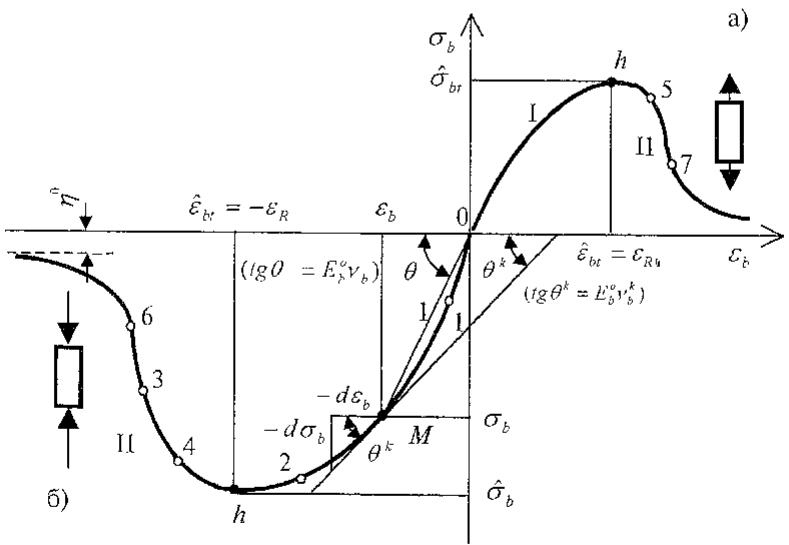 а)
σ_b
h
σ̂_bt
5
I
II
7
ε̂_bt = −ε_R
ε_b
0
ε̂_bt = ε_Ru
ε_b
(tgθ = E_b^o ν_b)
θ
θ^k
(tgθ^k = E_b^o ν_b^k)
6
1
1
3
−dε_b
−dσ_b
M
σ_b
II
4
θ^k
2
σ̂_b
б)
h